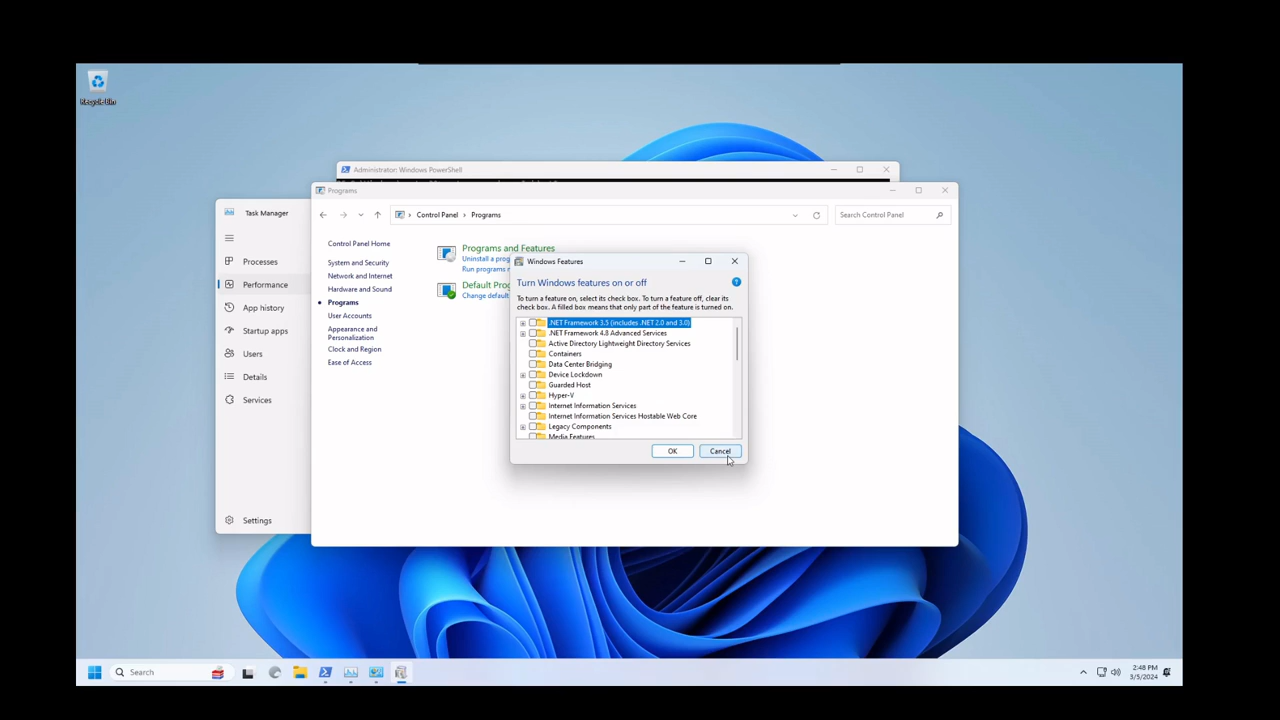 Recycle Bin
Administrator: Windows PowerShell
Programs
Control Panel > Programs
Search Control Panel
Task Manager
Processes
Performance
App history
Startup apps
Users
Details
Services
Settings
Control Panel Home
System and Security
Network and Internet
Hardware and Sound
Programs
User Accounts
Appearance and
Personalization
Clock and Region
Ease of Access
Programs and Features
Uninstall a prog
Run programs
Default Prog
Change default
Windows Features
Turn Windows features on or off
To turn a feature on, select its check box. To turn a feature off, clear its
check box. A filled box means that only part of the feature is turned on.
.NET Framework 3.5 (includes .NET 2.0 and 3.0)
.NET Framework 4.8 Advanced Services
Active Directory Lightweight Directory Services
Containers
Data Center Bridging
Device Lockdown
Guarded Host
Hyper-V
Internet Information Services
Internet Information Services Hostable Web Core
Legacy Components
Media Features
OK
Cancel
Search
2:48 PM
3/5/2024